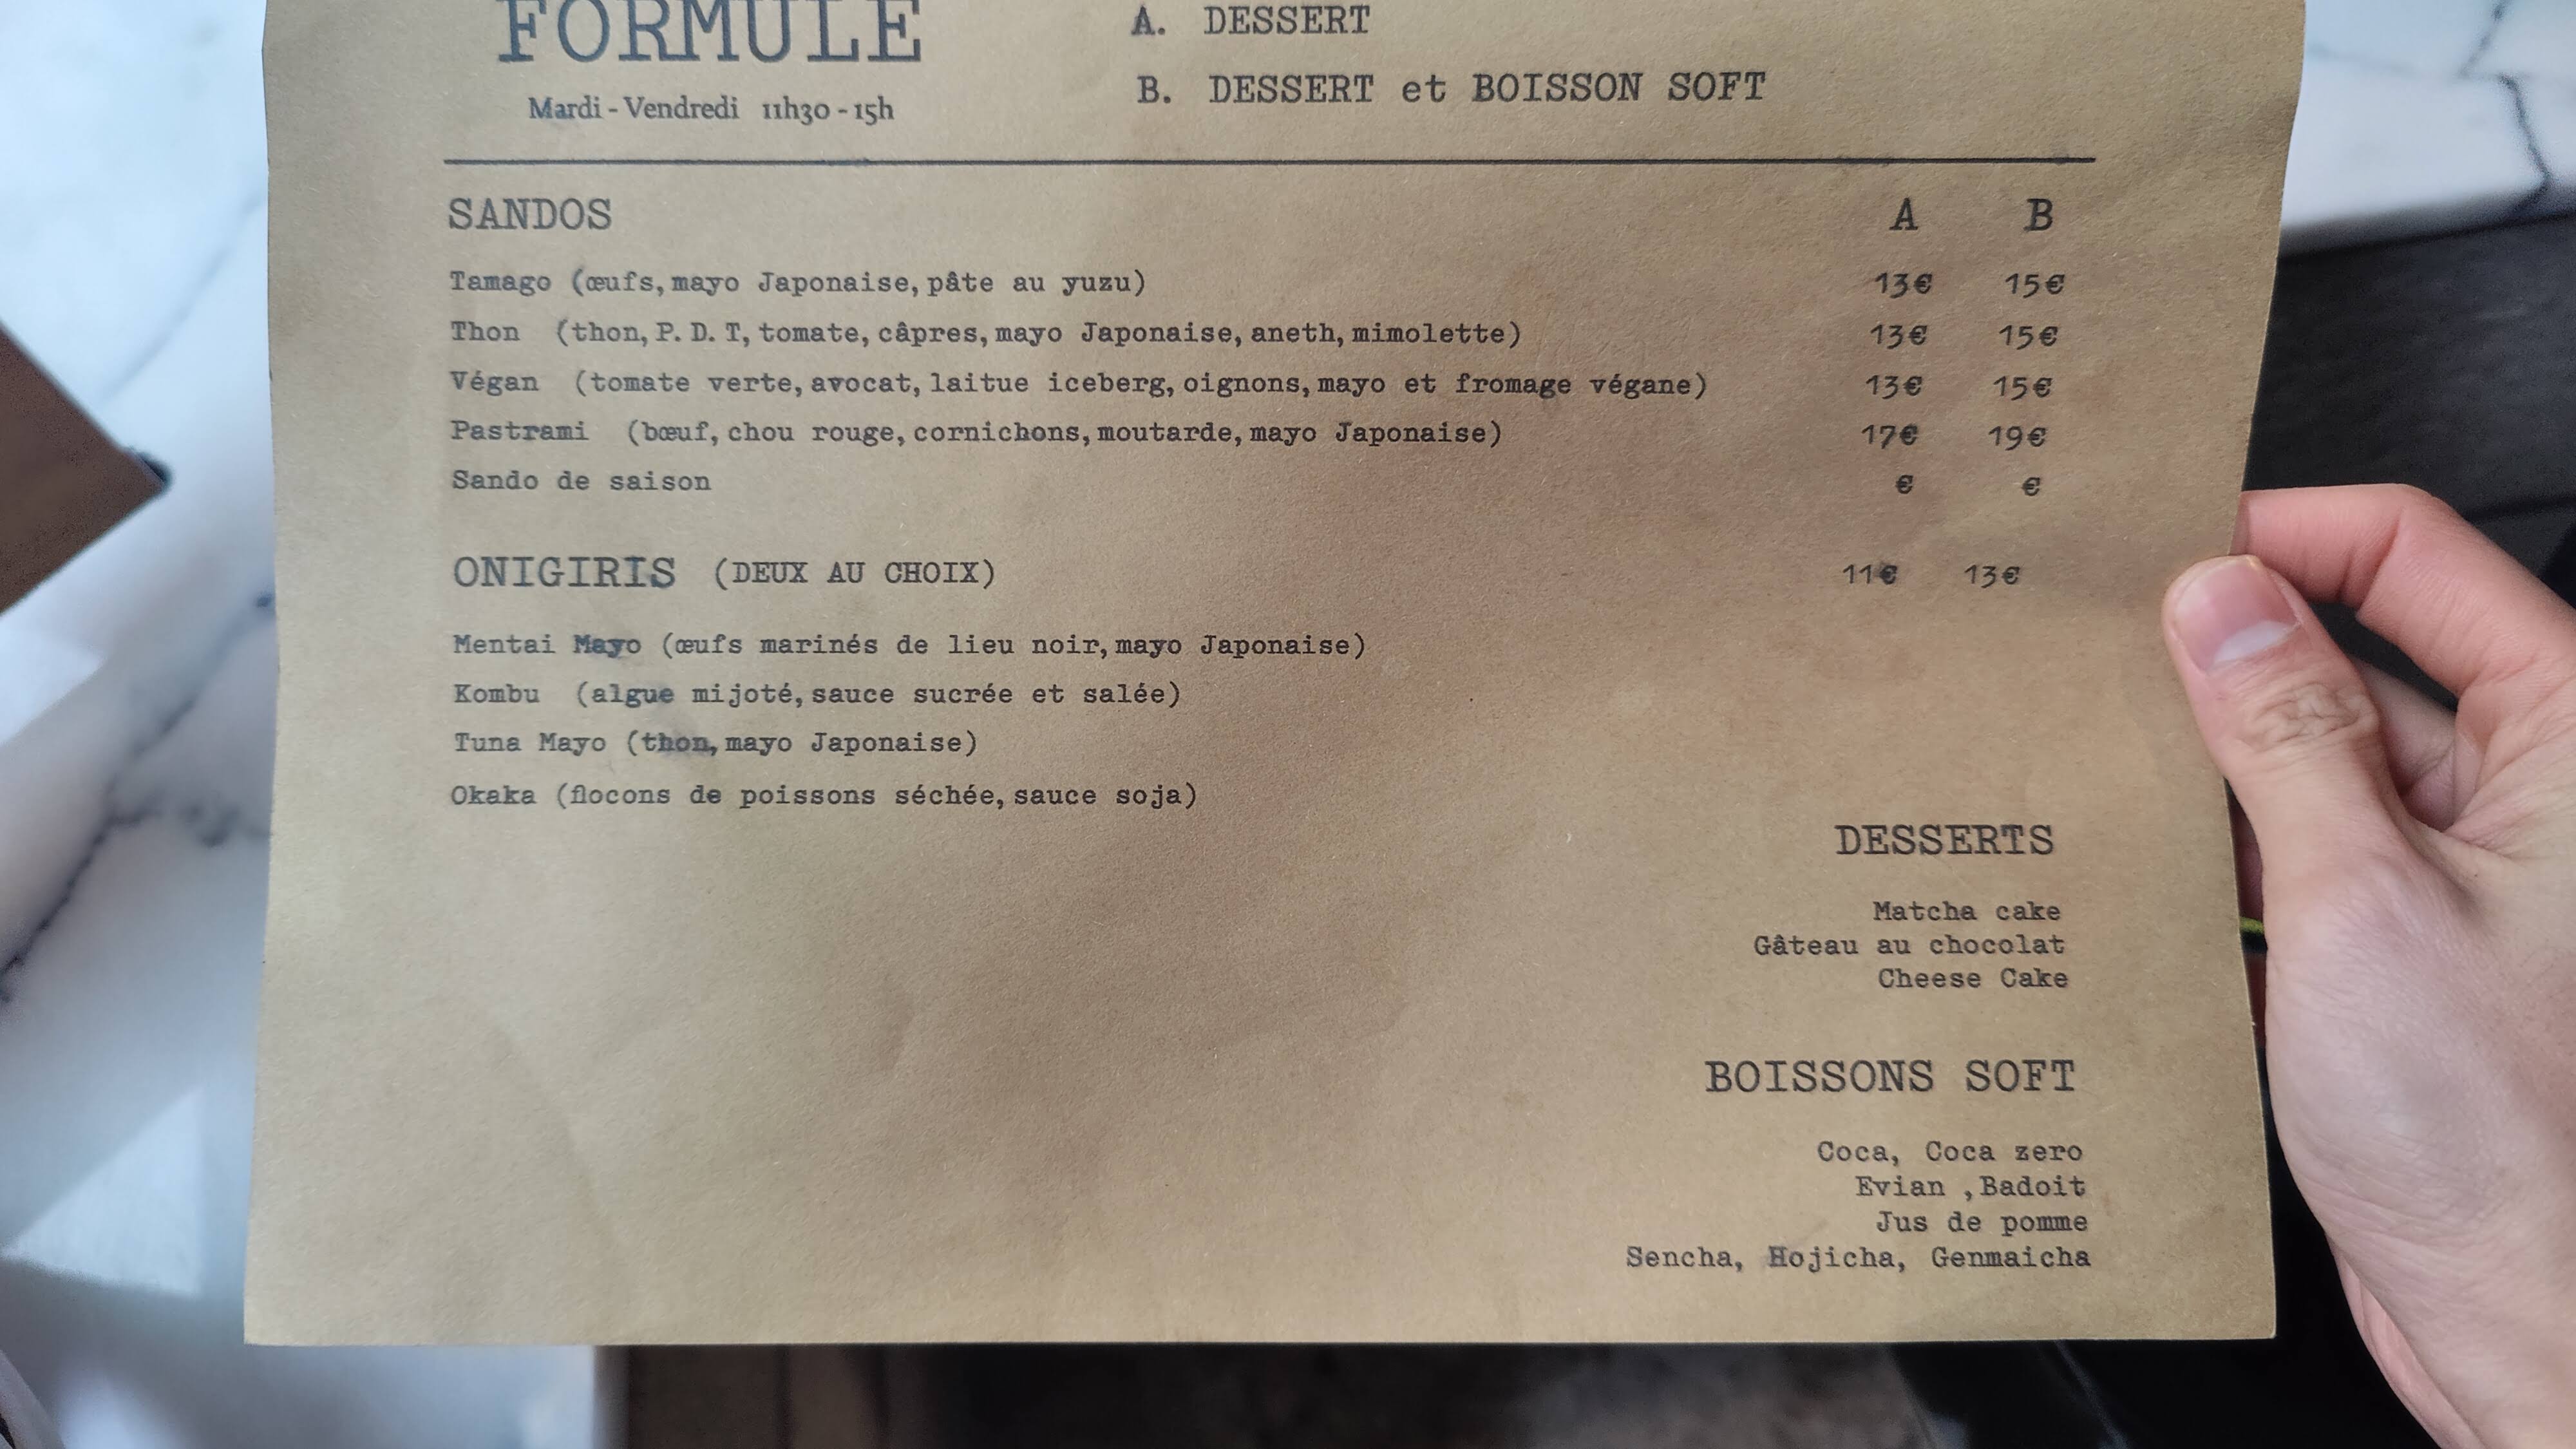 FORMULE
Mardi - Vendredi 11h30 - 15h
A. DESSERT
B. DESSERT et BOISSON SOFT
SANDOS A B
Tamago (œufs, mayo Japonaise, pâte au yuzu) 13€ 15€
Thon (thon, P. D. T, tomate, câpres, mayo Japonaise, aneth, mimolette) 13€ 15€
Végan (tomate verte, avocat, laitue iceberg, oignons, mayo et fromage végane) 13€ 15€
Pastrami (bœuf, chou rouge, cornichons, moutarde, mayo Japonaise) 17€ 19€
Sando de saison € €
ONIGIRIS (DEUX AU CHOIX) 11€ 13€
Mentai Mayo (œufs marinés de lieu noir, mayo Japonaise)
Kombu (algue mijoté, sauce sucrée et salée)
Tuna Mayo (thon, mayo Japonaise)
Okaka (flocons de poissons séchée, sauce soja)
DESSERTS
Matcha cake
Gâteau au chocolat
Cheese Cake
BOISSONS SOFT
Coca, Coca zero
Evian ,Badoit
Jus de pomme
Sencha, Hojicha, Genmaicha